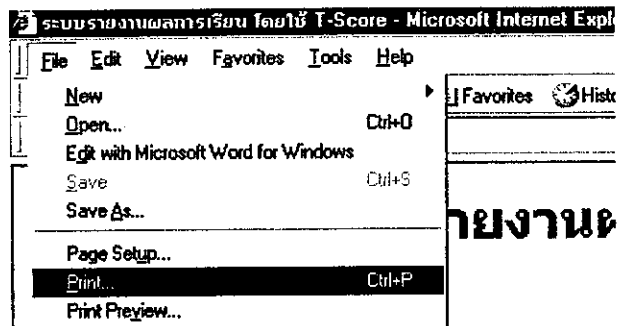 ระบบรายงานผลการเรียน โดยใช้ T-Score - Microsoft Internet Expl
File Edit View Favorites Tools Help
New
Favorites Histo
Open... Ctrl+O
Edit with Microsoft Word for Windows
Save Ctrl+S
Save As...
ายงานผ
Page Setup...
Print... Ctrl+P
Print Preview...